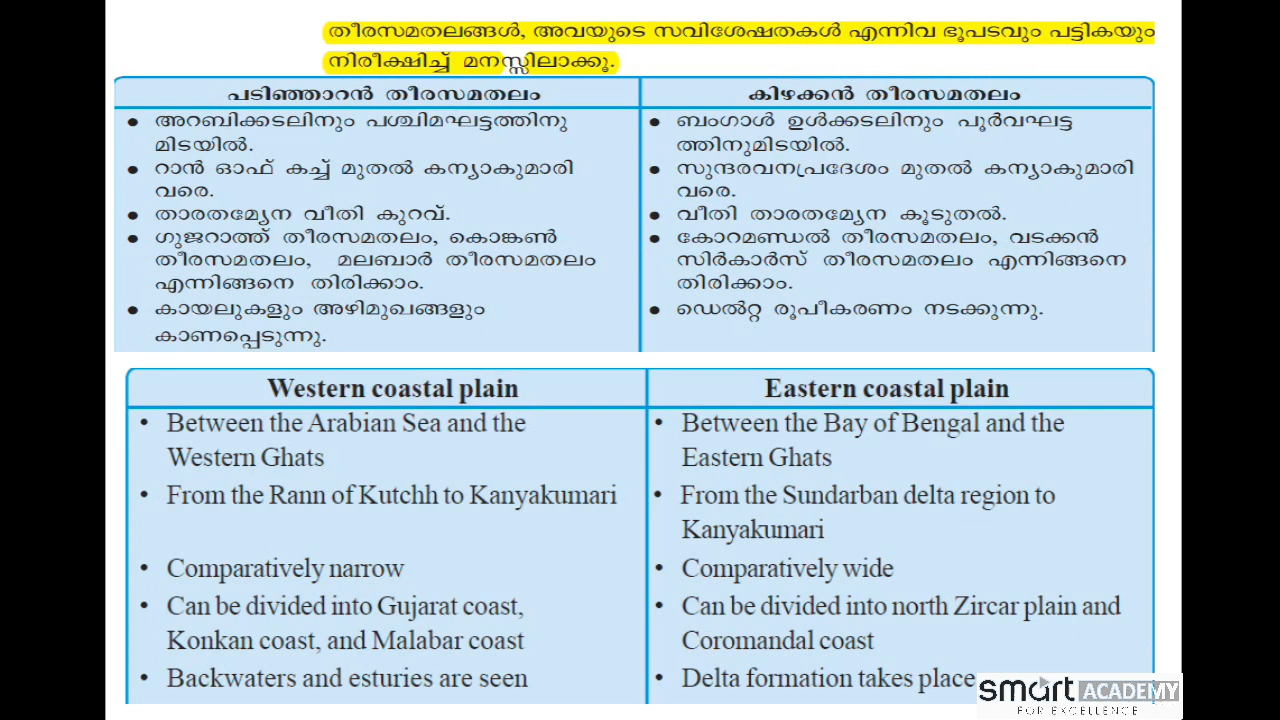 തീരസമതലങ്ങൾ, അവയുടെ സവിശേഷതകൾ എന്നിവ ഭൂപടവും പട്ടികയും
നിരീക്ഷിച്ച് മനസ്സിലാക്കൂ.
പടിഞ്ഞാറൻ തീരസമതലം
• അറബിക്കടലിനും പശ്ചിമഘട്ടത്തിനു
മിടയിൽ.
• റാൻ ഓഫ് കച്ച് മുതൽ കന്യാകുമാരി
വരെ.
• താരതമ്യേന വീതി കുറവ്.
• ഗുജറാത്ത് തീരസമതലം, കൊങ്കൺ
തീരസമതലം, മലബാർ തീരസമതലം
എന്നിങ്ങനെ തിരിക്കാം.
• കായലുകളും അഴിമുഖങ്ങളും
കാണപ്പെടുന്നു.
കിഴക്കൻ തീരസമതലം
• ബംഗാൾ ഉൾക്കടലിനും പൂർവഘട്ട
ത്തിനുമിടയിൽ.
• സുന്ദരവനപ്രദേശം മുതൽ കന്യാകുമാരി
വരെ.
• വീതി താരതമ്യേന കൂടുതൽ.
• കോറമണ്ഡൽ തീരസമതലം, വടക്കൻ
സിർകാർസ് തീരസമതലം എന്നിങ്ങനെ
തിരിക്കാം.
• ഡെൽറ്റ രൂപീകരണം നടക്കുന്നു.
Western coastal plain
• Between the Arabian Sea and the
Western Ghats
• From the Rann of Kutchh to Kanyakumari
• Comparatively narrow
• Can be divided into Gujarat coast,
Konkan coast, and Malabar coast
• Backwaters and esturies are seen
Eastern coastal plain
• Between the Bay of Bengal and the
Eastern Ghats
• From the Sundarban delta region to
Kanyakumari
• Comparatively wide
• Can be divided into north Zircar plain and
Coromandal coast
• Delta formation takes place
smart ACADEMY
FOR EXCELLENCE